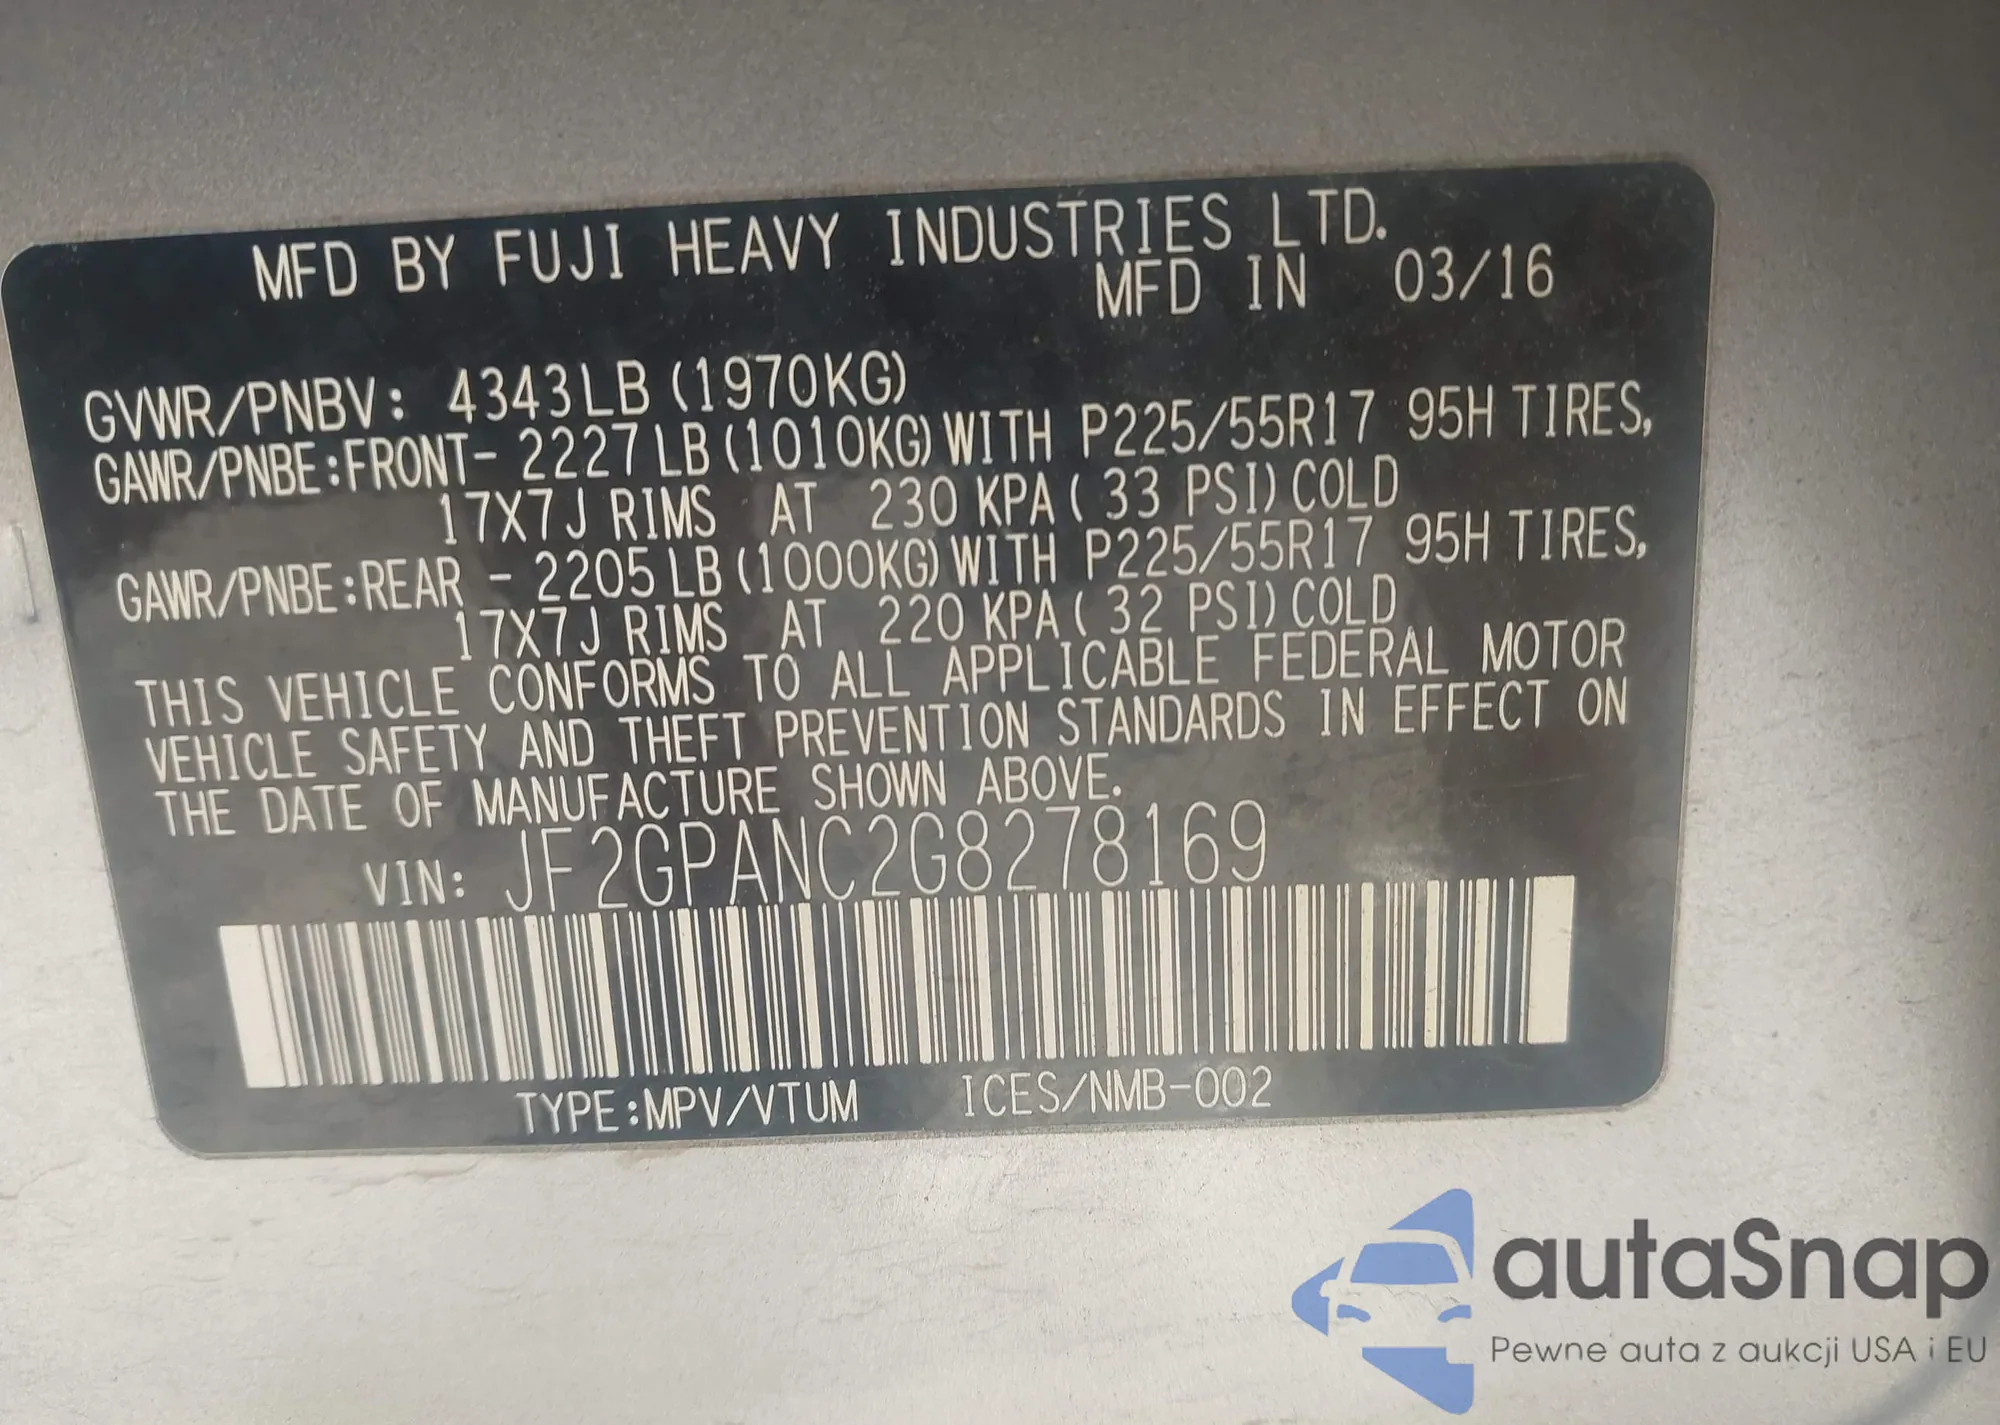 MFD BY FUJI HEAVY INDUSTRIES LTD.
MFD IN 03/16
GVWR/PNBV: 4343LB (1970KG)
GAWR/PNBE:FRONT- 2227LB (1010KG) WITH P225/55R17 95H TIRES,
17X7J RIMS AT 230 KPA ( 33 PSI) COLD
GAWR/PNBE:REAR - 2205LB (1000KG) WITH P225/55R17 95H TIRES,
17X7J RIMS AT 220 KPA ( 32 PSI) COLD
THIS VEHICLE CONFORMS TO ALL APPLICABLE FEDERAL MOTOR
VEHICLE SAFETY AND THEFT PREVENTION STANDARDS IN EFFECT ON
THE DATE OF MANUFACTURE SHOWN ABOVE.
VIN: JF2GPANC2G8278169
TYPE:MPV/VTUM ICES/NMB-002
autaSnap
Pewne auta z aukcji USA i EU